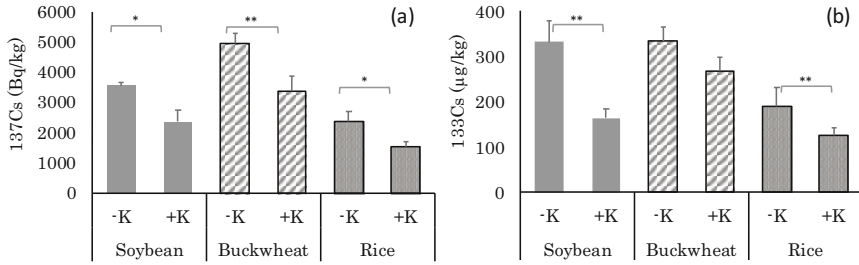 (a)
137Cs (Bq/kg)
6000
5000
4000
3000
2000
1000
0
*
**
*
-K +K -K +K -K +K
Soybean Buckwheat Rice
(b)
133Cs (μg/kg)
400
300
200
100
0
**
**
-K +K -K +K -K +K
Soybean Buckwheat Rice